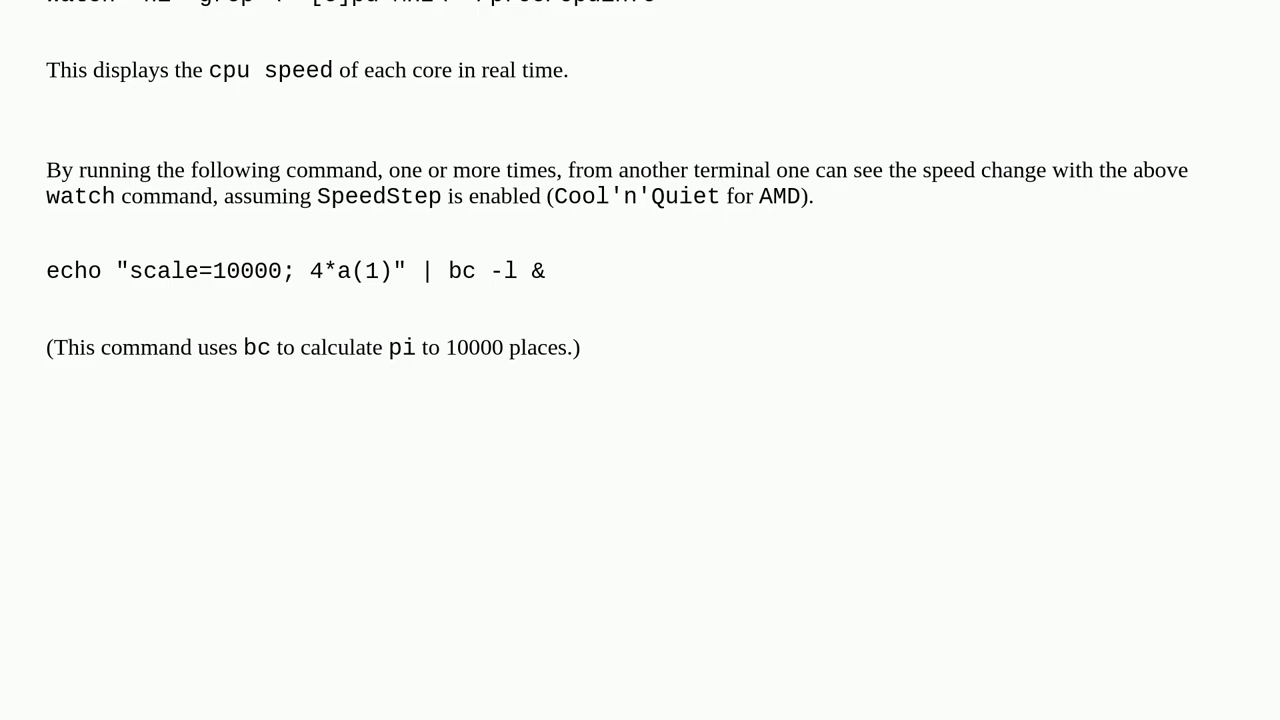 This displays the cpu speed of each core in real time.
By running the following command, one or more times, from another terminal one can see the speed change with the above
watch command, assuming SpeedStep is enabled (Cool'n'Quiet for AMD).
echo "scale=10000; 4*a(1)" | bc -l &
(This command uses bc to calculate pi to 10000 places.)